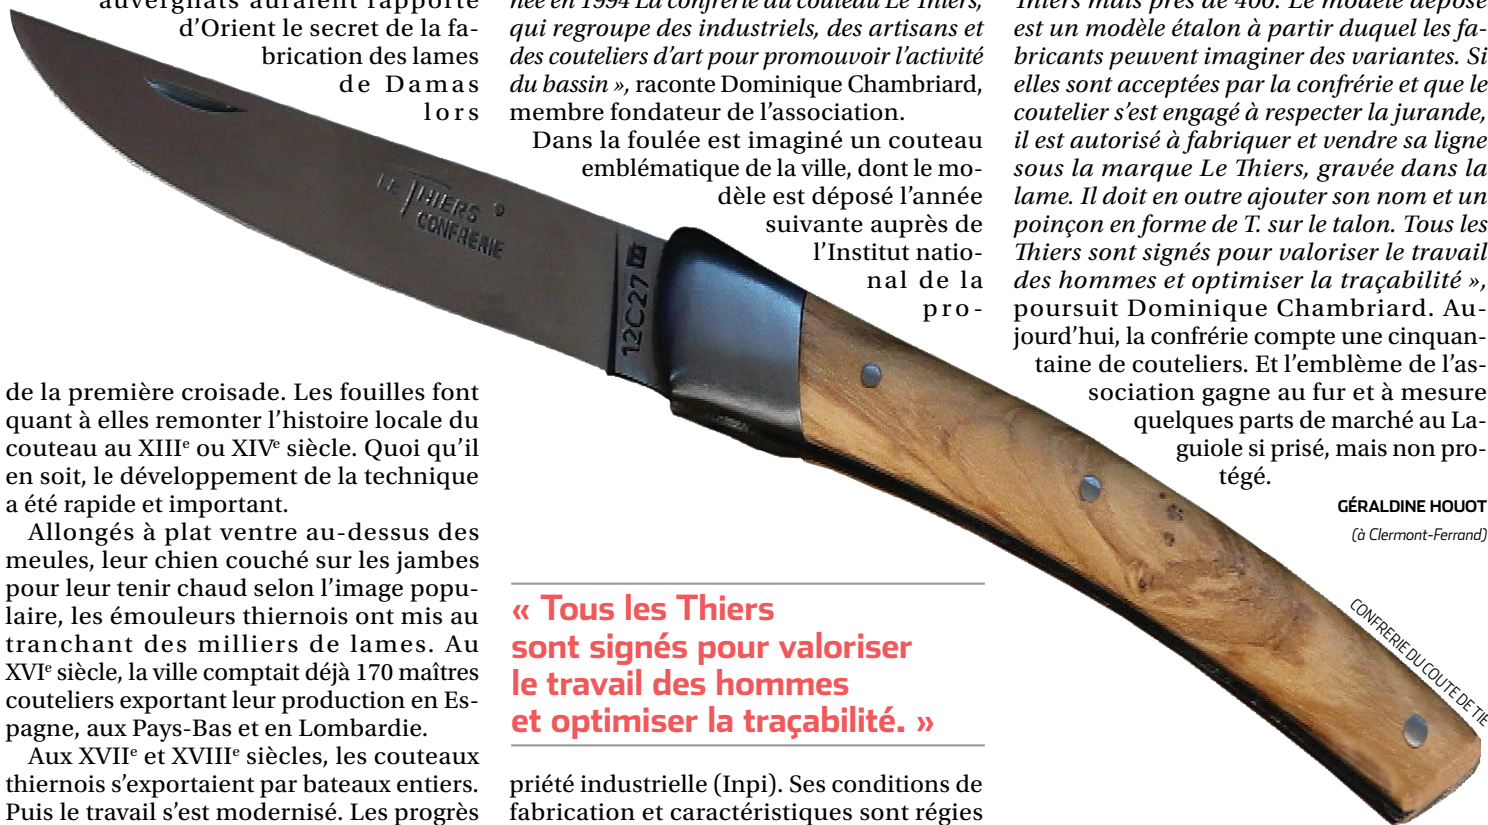 auvergnats auraient rapporté
d'Orient le secret de la fa-
brication des lames
de Damas
lors
de la première croisade. Les fouilles font
quant à elles remonter l'histoire locale du
couteau au XIIIe ou XIVe siècle. Quoi qu'il
en soit, le développement de la technique
a été rapide et important.
Allongés à plat ventre au-dessus des
meules, leur chien couché sur les jambes
pour leur tenir chaud selon l'image popu-
laire, les émouleurs thiernois ont mis au
tranchant des milliers de lames. Au
XVIe siècle, la ville comptait déjà 170 maîtres
couteliers exportant leur production en Es-
pagne, aux Pays-Bas et en Lombardie.
Aux XVIIe et XVIIIe siècles, les couteaux
thiernois s'exportaient par bateaux entiers.
Puis le travail s'est modernisé. Les progrès
née en 1994 La confrérie du couteau Le Thiers,
qui regroupe des industriels, des artisans et
des couteliers d'art pour promouvoir l'activité
du bassin », raconte Dominique Chambriard,
membre fondateur de l'association.
Dans la foulée est imaginé un couteau
emblématique de la ville, dont le mo-
dèle est déposé l'année
suivante auprès de
l'Institut natio-
nal de la
pro-
« Tous les Thiers
sont signés pour valoriser
le travail des hommes
et optimiser la traçabilité. »
priété industrielle (Inpi). Ses conditions de
fabrication et caractéristiques sont régies
Thiers mais près de 400. Le modèle déposé
est un modèle étalon à partir duquel les fa-
bricants peuvent imaginer des variantes. Si
elles sont acceptées par la confrérie et que le
coutelier s'est engagé à respecter la jurande,
il est autorisé à fabriquer et vendre sa ligne
sous la marque Le Thiers, gravée dans la
lame. Il doit en outre ajouter son nom et un
poinçon en forme de T. sur le talon. Tous les
Thiers sont signés pour valoriser le travail
des hommes et optimiser la traçabilité »,
poursuit Dominique Chambriard. Au-
jourd'hui, la confrérie compte une cinquan-
taine de couteliers. Et l'emblème de l'as-
sociation gagne au fur et à mesure
quelques parts de marché au La-
guiole si prisé, mais non pro-
tégé.
GÉRALDINE HOUOT
(à Clermont-Ferrand)
LE THIERS
CONFRERIE
12C27
CONFRERIE DU COUTE DE TIE